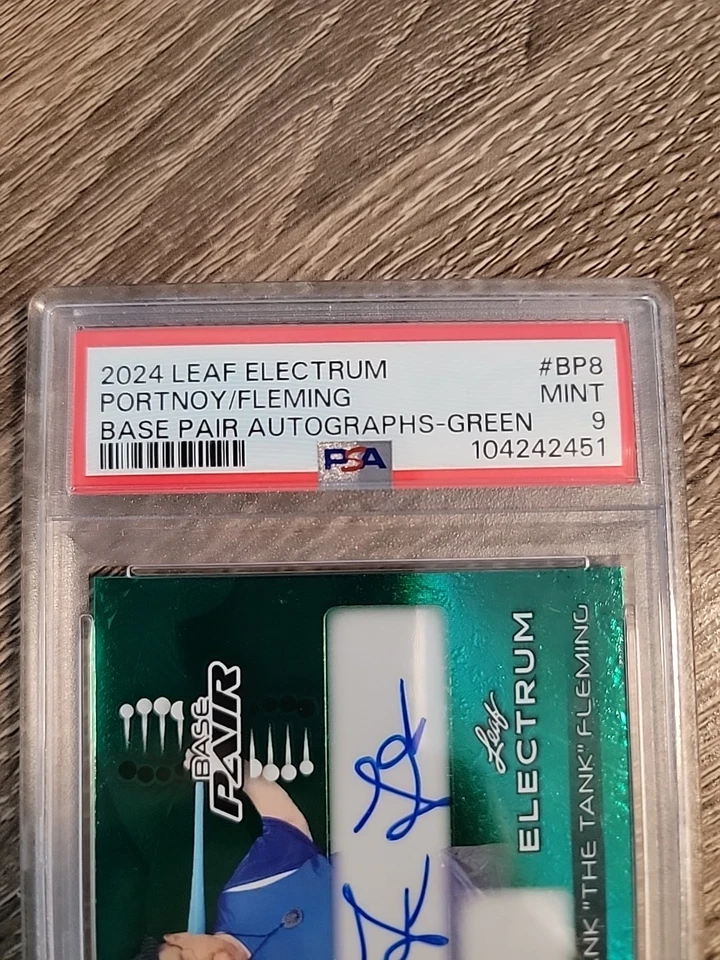 2024 LEAF ELECTRUM #BP8
PORTNOY/FLEMING MINT
BASE PAIR AUTOGRAPHS-GREEN 9
104242451
PSA
BASE
PAIR
Leaf
ELECTRUM
"THE TANK" FLEMING